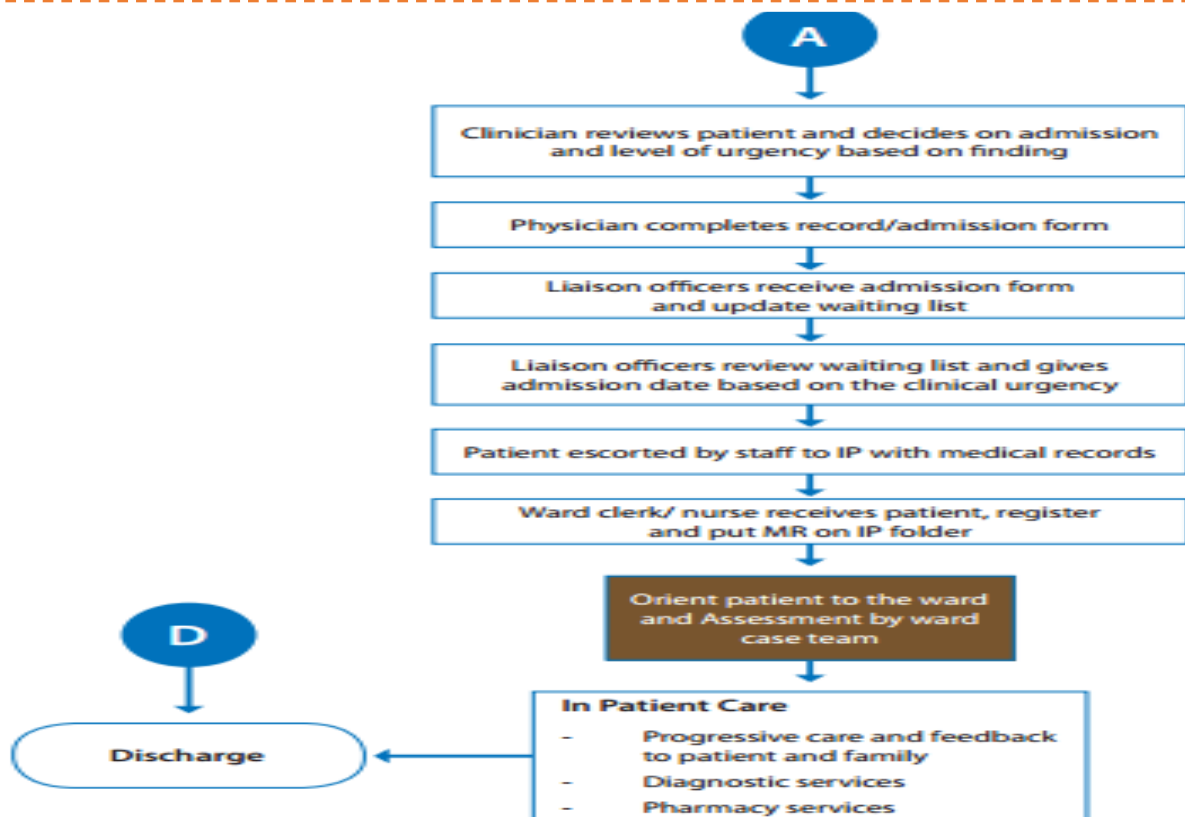 A
Clinician reviews patient and decides on admission
and level of urgency based on finding
Physician completes record/admission form
Liaison officers receive admission form
and update waiting list
Liaison officers review waiting list and gives
admission date based on the clinical urgency
Patient escorted by staff to IP with medical records
Ward clerk/ nurse receives patient, register
and put MR on IP folder
Orient patient to the ward
and Assessment by ward
case team
D
Discharge
In Patient Care
- Progressive care and feedback
to patient and family
- Diagnostic services
- Pharmacy services